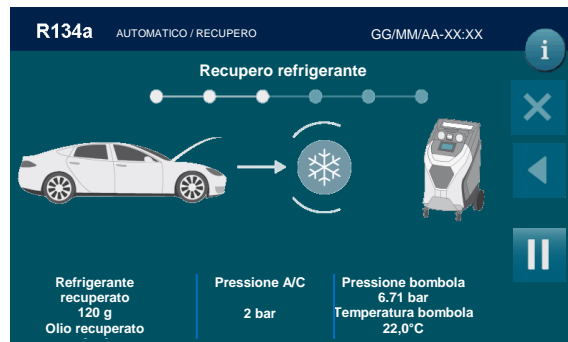 R134a AUTOMATICO / RECUPERO GG/MM/AA-XX:XX
i
Recupero refrigerante
Refrigerante
recuperato
120 g
Olio recuperato
Pressione A/C
2 bar
Pressione bombola
6.71 bar
Temperatura bombola
22,0°C